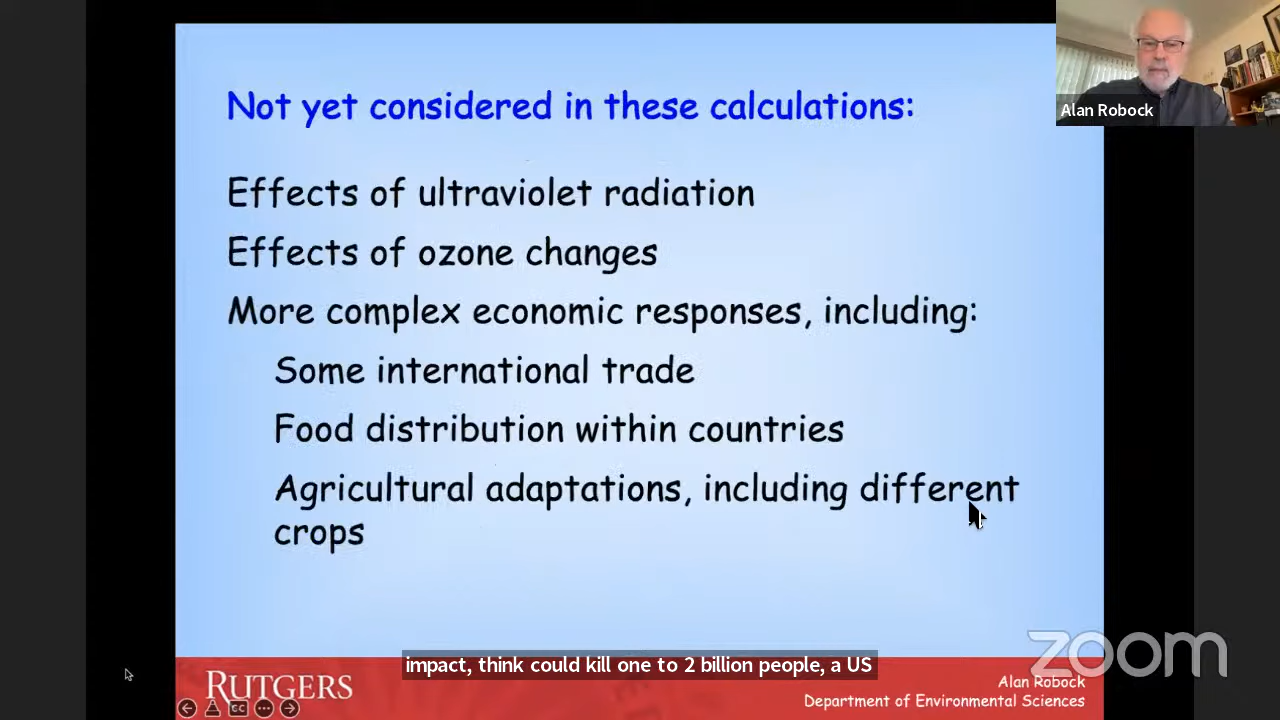 Not yet considered in these calculations:
Effects of ultraviolet radiation
Effects of ozone changes
More complex economic responses, including:
Some international trade
Food distribution within countries
Agricultural adaptations, including different
crops
Alan Robock
impact, think could kill one to 2 billion people, a US
RUTGERS
Alan Robock
Department of Environmental Sciences
zoom
CC